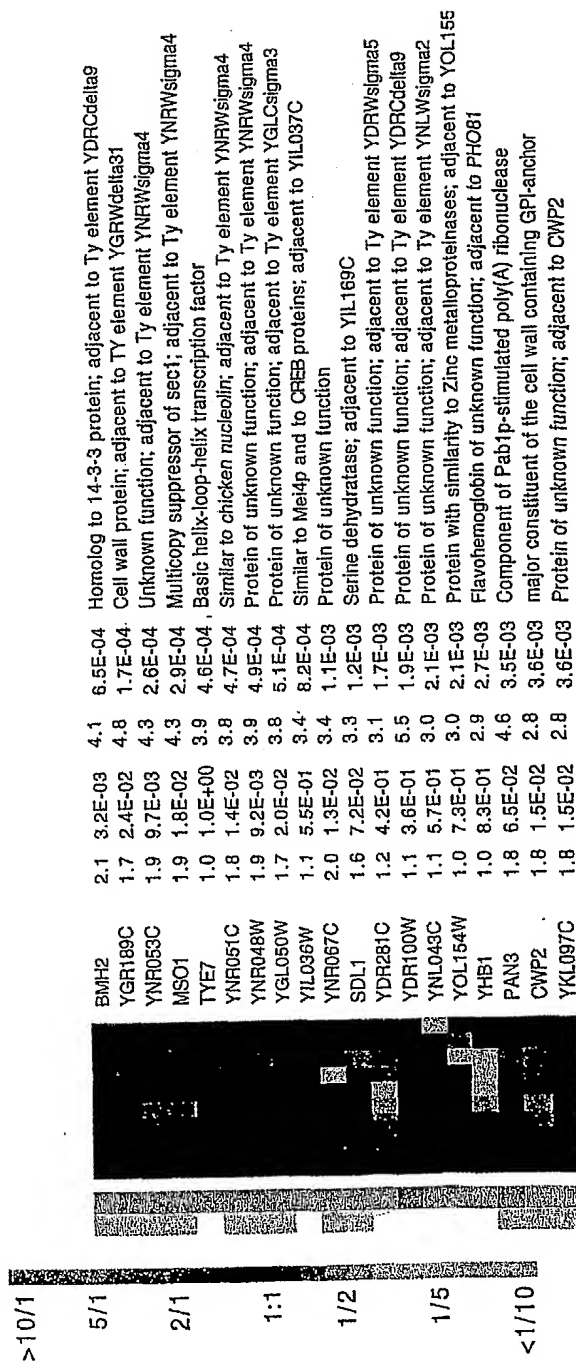 >10/1
5/1
2/1
1:1
1/2
1/5
<1/10
BMH2 2.1 3.2E-03 4.1 6.5E-04 Homolog to 14-3-3 protein; adjacent to Ty element YDRCdelta9
YGR189C 1.7 2.4E-02 4.8 1.7E-04 Cell wall protein; adjacent to TY element YGRWdelta31
YNR053C 1.9 9.7E-03 4.3 2.6E-04 Unknown function; adjacent to Ty element YNRWsigma4
MSO1 1.9 1.8E-02 4.3 2.9E-04 Multicopy suppressor of sec1; adjacent to Ty element YNRWsigma4
TYE7 1.0 1.0E+00 3.9 4.6E-04 Basic helix-loop-helix transcription factor
YNR051C 1.8 1.4E-02 3.8 4.7E-04 Similar to chicken nucleolin; adjacent to Ty element YNRWsigma4
YNR048W 1.9 9.2E-03 3.9 4.9E-04 Protein of unknown function; adjacent to Ty element YNRWsigma4
YGL050W 1.7 2.0E-02 3.8 5.1E-04 Protein of unknown function; adjacent to Ty element YGLCsigma3
YIL036W 1.1 5.5E-01 3.4 8.2E-04 Similar to Mei4p and to CREB proteins; adjacent to YIL037C
YNR067C 2.0 1.3E-02 3.4 1.1E-03 Protein of unknown function
SDL1 1.6 7.2E-02 3.3 1.2E-03 Serine dehydratase; adjacent to YIL169C
YDR281C 1.2 4.2E-01 3.1 1.7E-03 Protein of unknown function; adjacent to Ty element YDRWsigma5
YDR100W 1.1 3.6E-01 5.5 1.9E-03 Protein of unknown function; adjacent to Ty element YDRCdelta9
YNL043C 1.1 5.7E-01 3.0 2.1E-03 Protein of unknown function; adjacent to Ty element YNLWsigma2
YOL154W 1.0 7.3E-01 3.0 2.1E-03 Protein with similarity to Zinc metalloproteinases; adjacent to YOL155
YHB1 1.0 8.3E-01 2.9 2.7E-03 Flavohemoglobin of unknown function; adjacent to PHO81
PAN3 1.8 6.5E-02 4.6 3.5E-03 Component of Pab1p-stimulated poly(A) ribonuclease
CWP2 1.8 1.5E-02 2.8 3.6E-03 major constituent of the cell wall containing GPI-anchor
YKL097C 1.8 1.5E-02 2.8 3.6E-03 Protein of unknown function; adjacent to CWP2